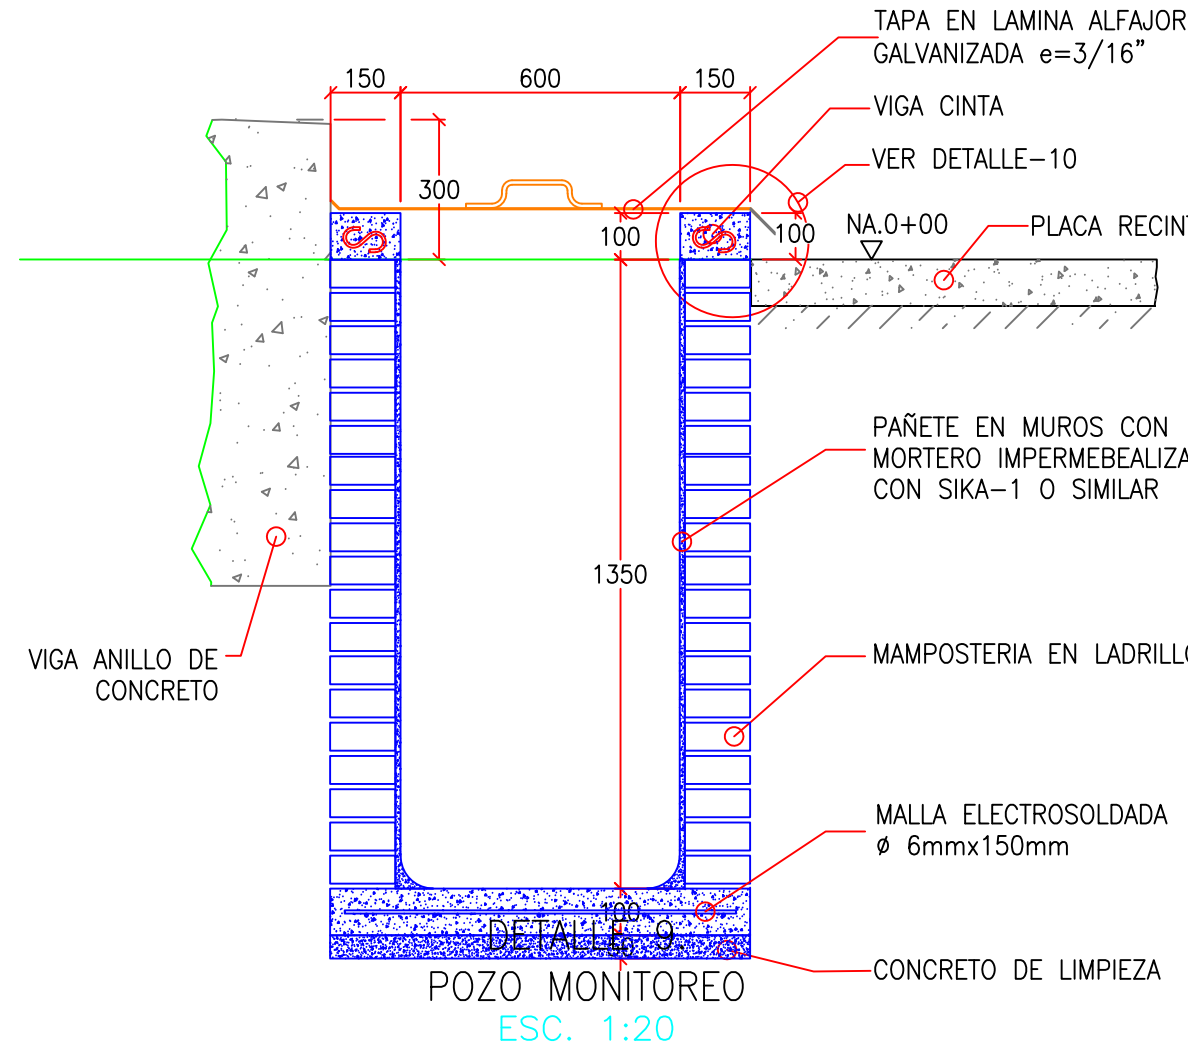 TAPA EN LAMINA ALFAJOR
GALVANIZADA e=3/16”
150
600
150
VIGA CINTA
VER DETALLE-10
300
NA.0+00
PLACA RECIN
100
100
PAÑETE EN MUROS CON
MORTERO IMPERMEBEALIZA
CON SIKA-1 O SIMILAR
1350
VIGA ANILLO DE
CONCRETO
MAMPOSTERIA EN LADRILLO
MALLA ELECTROSOLDADA
ø 6mmx150mm
100
DETALLE 9.
CONCRETO DE LIMPIEZA
POZO MONITOREO
ESC. 1:20